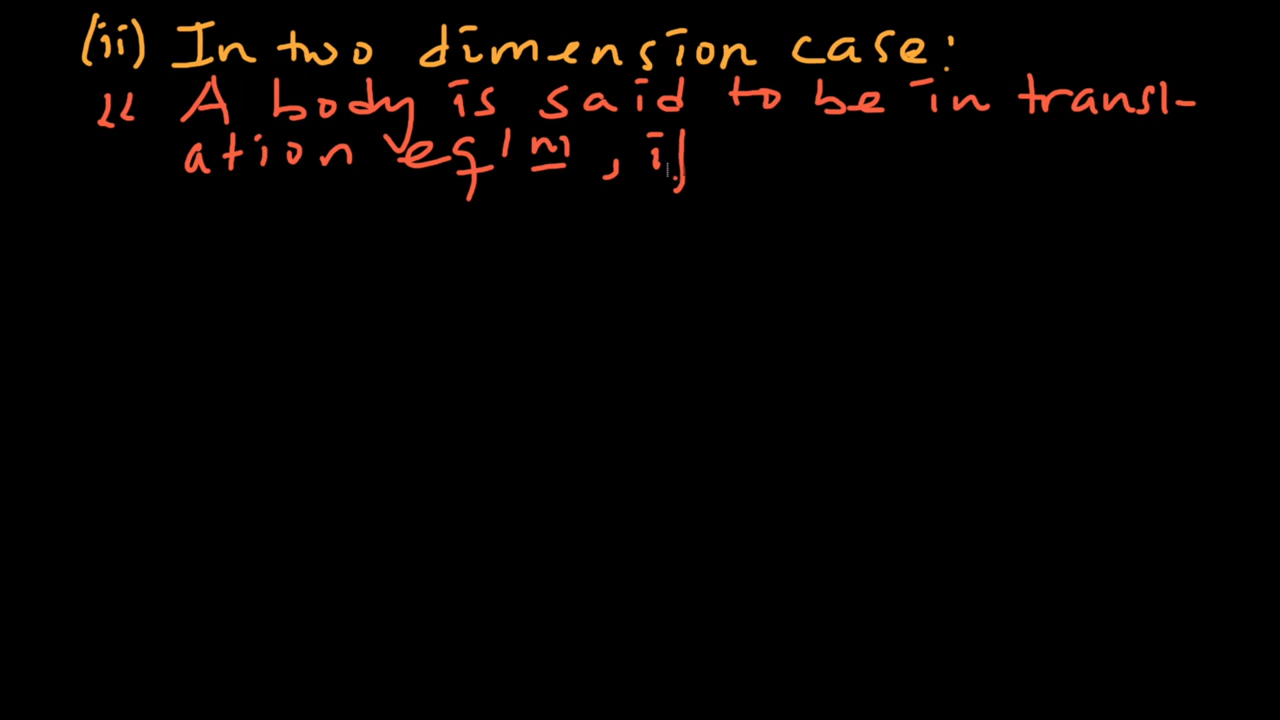 (ii) In two dimension case:
“ A body is said to be in transl-
ation eq'm, if